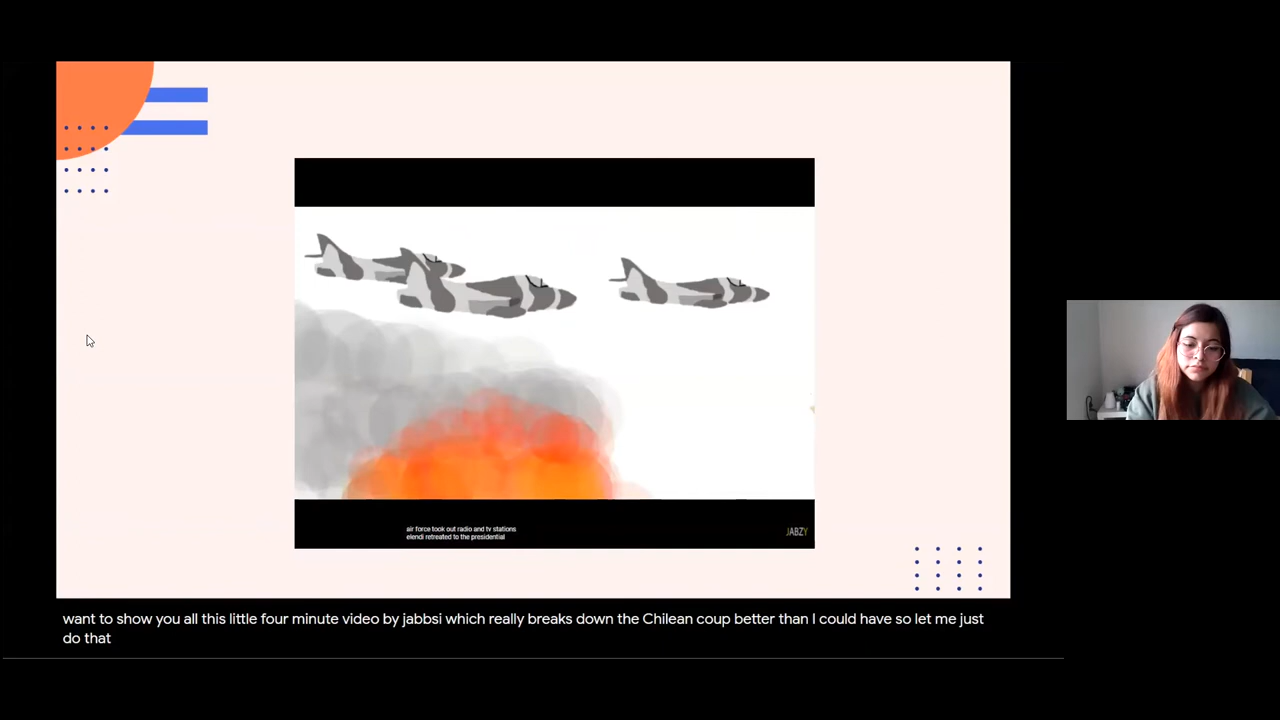 air force took out radio and tv stations
elendi retreated to the presidential
JABZY
want to show you all this little four minute video by jabbsi which really breaks down the Chilean coup better than I could have so let me just
do that